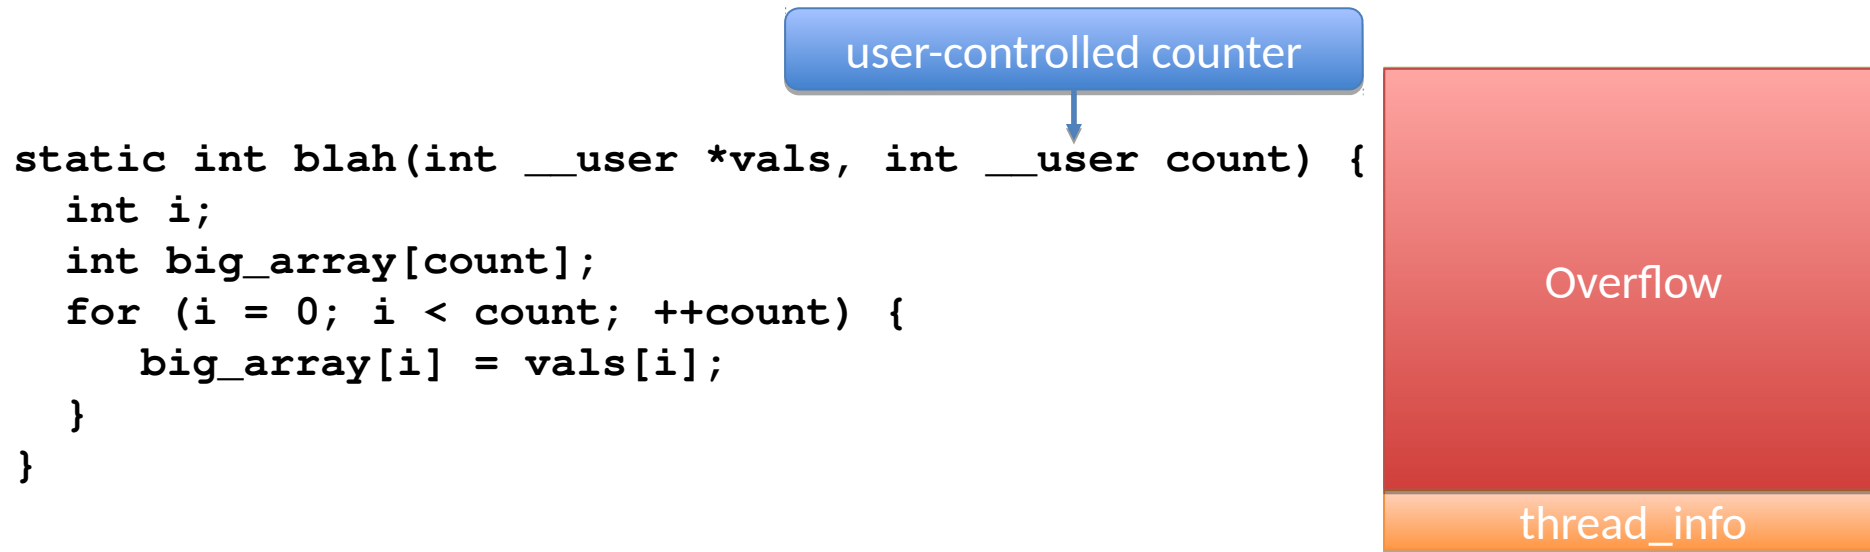 user-controlled counter
static int blah(int __user *vals, int __user count) {
int i;
int big_array[count];
for (i = 0; i < count; ++count) {
big_array[i] = vals[i];
}
}
Overflow
thread_info